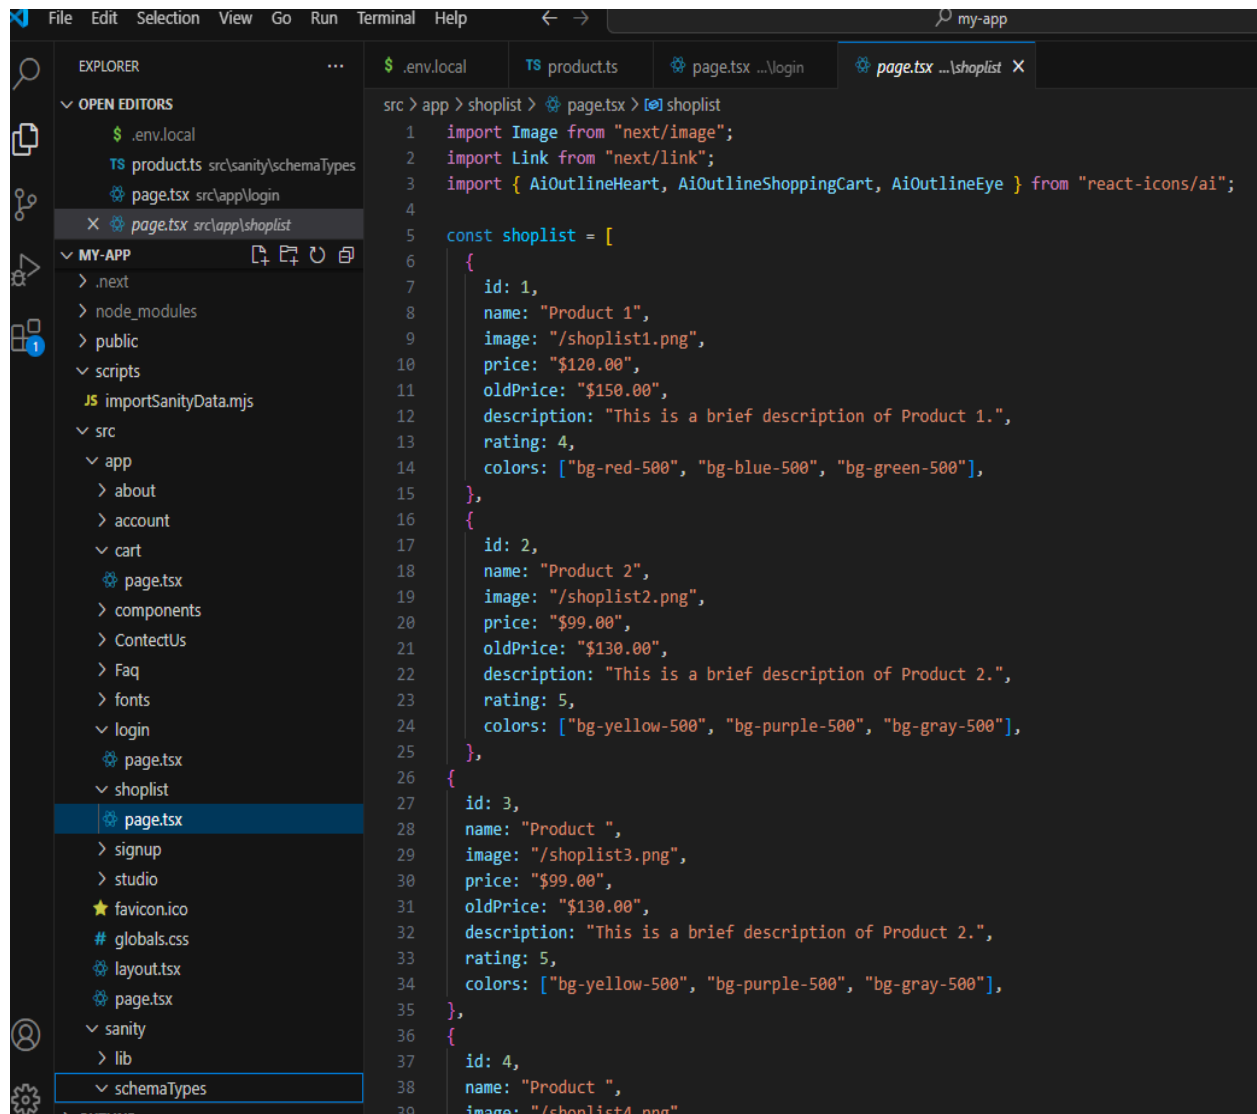 File Edit Selection View Go Run Terminal Help
my-app
EXPLORER
OPEN EDITORS
$ .env.local
TS product.ts src\sanity\schemaTypes
page.tsx src\app\login
page.tsx src\app\shoplist
MY-APP
.next
node_modules
public
scripts
JS importSanityData.mjs
src
app
about
account
cart
page.tsx
components
ContectUs
Faq
fonts
login
page.tsx
shoplist
page.tsx
signup
studio
favicon.ico
# globals.css
layout.tsx
page.tsx
sanity
lib
schemaTypes
1
$ .env.local TS product.ts page.tsx ...\login page.tsx ...\shoplist
src > app > shoplist > page.tsx > shoplist
1 import Image from "next/image";
2 import Link from "next/link";
3 import { AiOutlineHeart, AiOutlineShoppingCart, AiOutlineEye } from "react-icons/ai";
4
5 const shoplist = [
6 {
7 id: 1,
8 name: "Product 1",
9 image: "/shoplist1.png",
10 price: "$120.00",
11 oldPrice: "$150.00",
12 description: "This is a brief description of Product 1.",
13 rating: 4,
14 colors: ["bg-red-500", "bg-blue-500", "bg-green-500"],
15 },
16 {
17 id: 2,
18 name: "Product 2",
19 image: "/shoplist2.png",
20 price: "$99.00",
21 oldPrice: "$130.00",
22 description: "This is a brief description of Product 2.",
23 rating: 5,
24 colors: ["bg-yellow-500", "bg-purple-500", "bg-gray-500"],
25 },
26 {
27 id: 3,
28 name: "Product ",
29 image: "/shoplist3.png",
30 price: "$99.00",
31 oldPrice: "$130.00",
32 description: "This is a brief description of Product 2.",
33 rating: 5,
34 colors: ["bg-yellow-500", "bg-purple-500", "bg-gray-500"],
35 },
36 {
37 id: 4,
38 name: "Product ",
39 image: "/shoplist4.png"